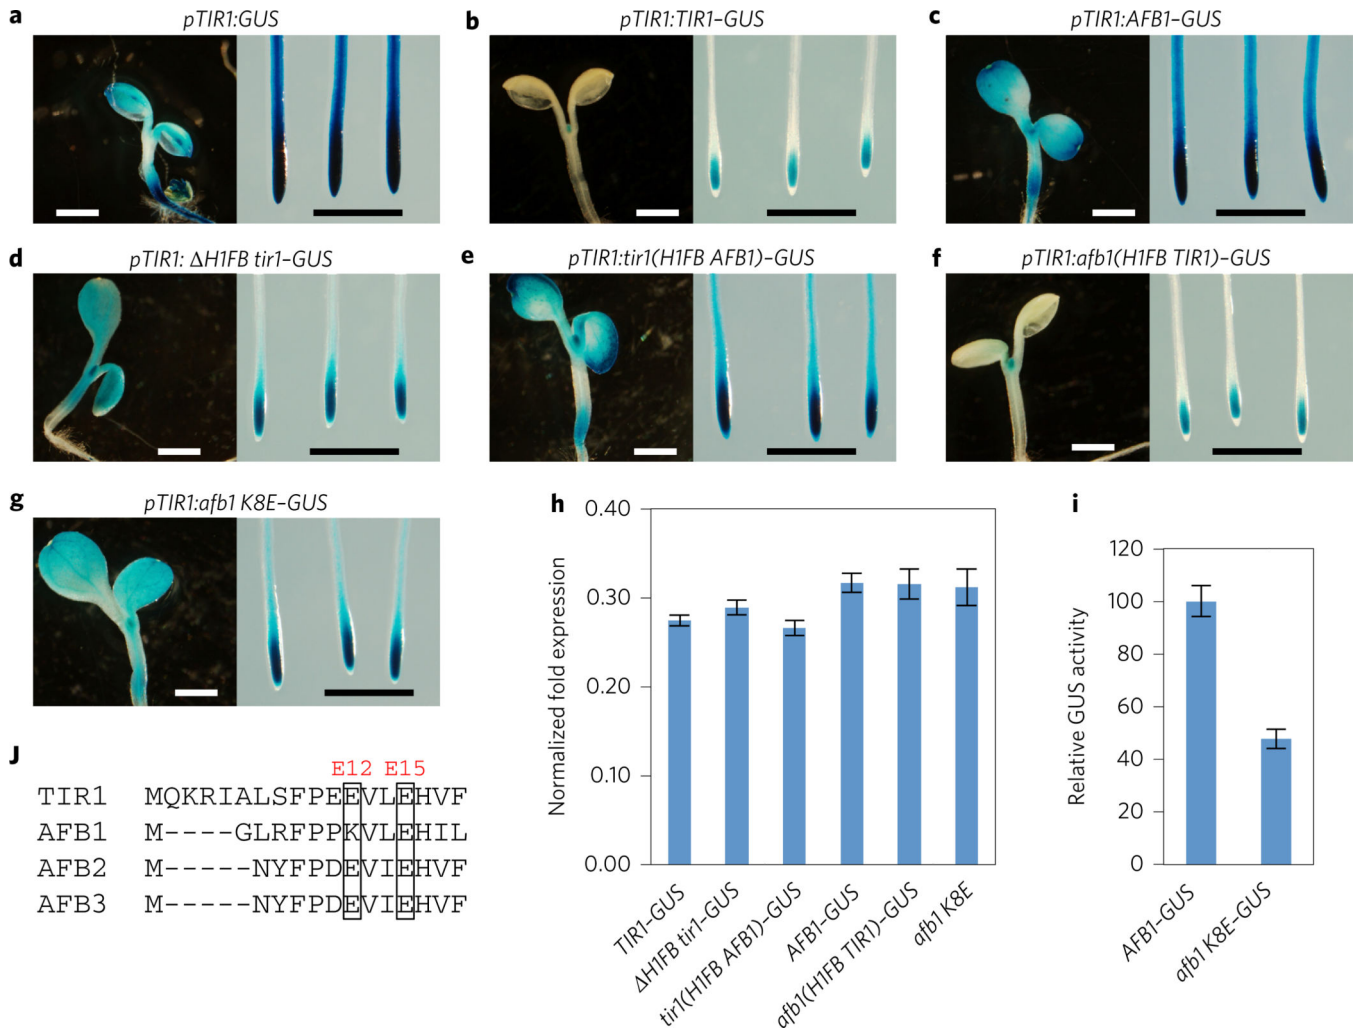 a pTIR1:GUS
b pTIR1:TIR1–GUS
c pTIR1:AFB1–GUS
d pTIR1: ΔH1FB tir1–GUS
e pTIR1:tir1(H1FB AFB1)–GUS
f pTIR1:afb1(H1FB TIR1)–GUS
g pTIR1:afb1 K8E–GUS
h
Normalized fold expression
0.40
0.30
0.20
0.10
0.00
TIR1–GUS
ΔH1FB tir1–GUS
tir1(H1FB AFB1)–GUS
AFB1–GUS
afb1(H1FB TIR1)–GUS
afb1 K8E
i
Relative GUS activity
120
100
80
60
40
20
0
AFB1–GUS
afb1 K8E–GUS
J
E12 E15
TIR1 MQKRIALSFPEEVLEHVF
AFB1 M----GLRFPPKVLEHIL
AFB2 M-----NYFPDEVIEHVF
AFB3 M-----NYFPDEVIEHVF